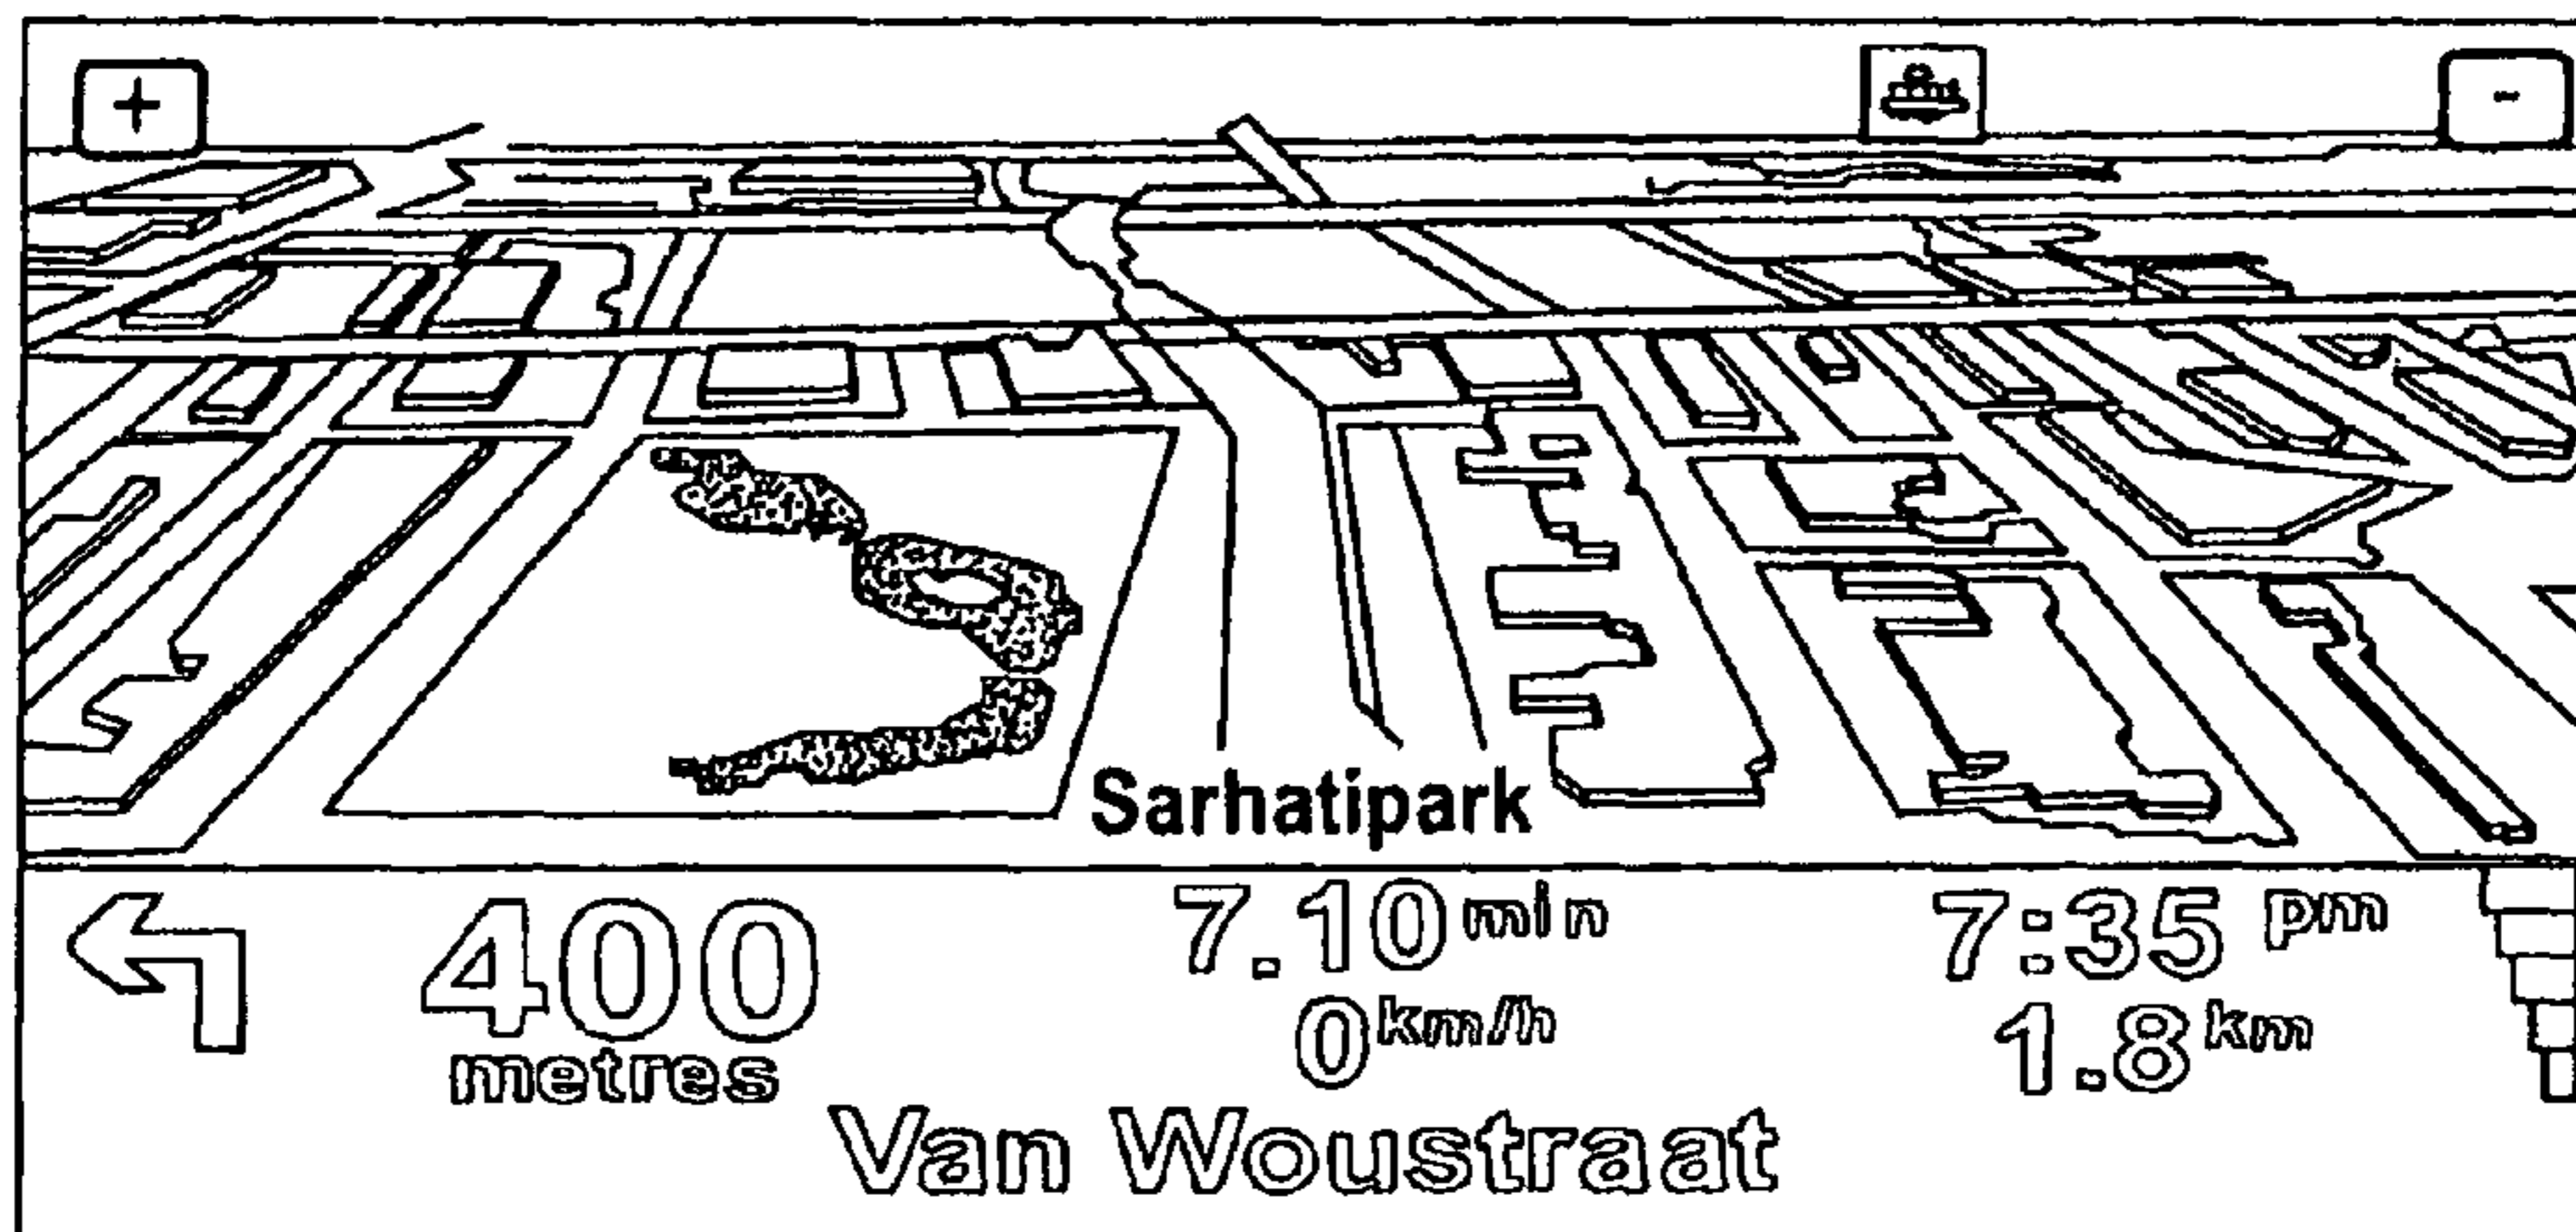 + -
Sarhatipark
400 metres
7.10 min
0 km/h
7:35 pm
1.8 km
Van Woustraat